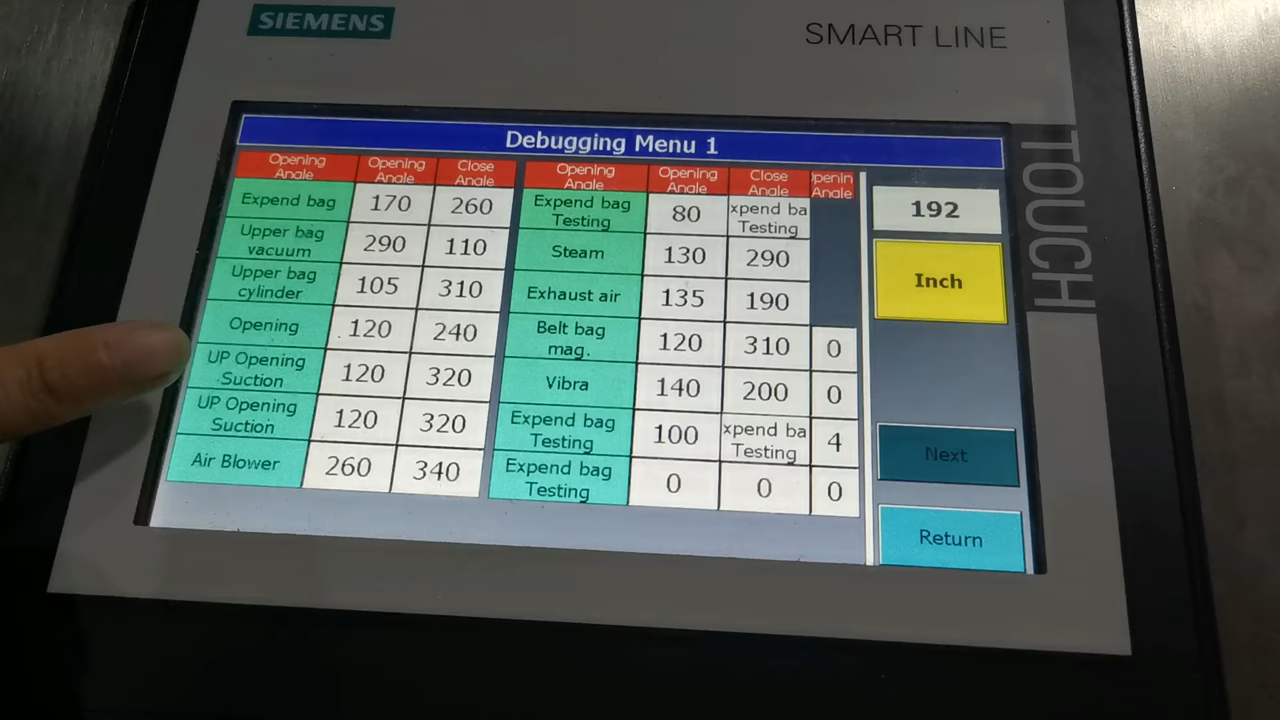 SIEMENS
SMART LINE
TOUCH
Debugging Menu 1
Opening Angle Opening Angle Close Angle Opening Angle Opening Angle Close Angle penin Angle
Expend bag 170 260 Expend bag Testing 80 xpend ba Testing
192
Upper bag vacuum 290 110 Steam 130 290
Inch
Upper bag cylinder 105 310 Exhaust air 135 190
Opening 120 240 Belt bag mag. 120 310 0
UP Opening Suction 120 320 Vibra 140 200 0
UP Opening Suction 120 320 Expend bag Testing 100 xpend ba Testing 4
Next
Air Blower 260 340 Expend bag Testing 0 0 0
Return